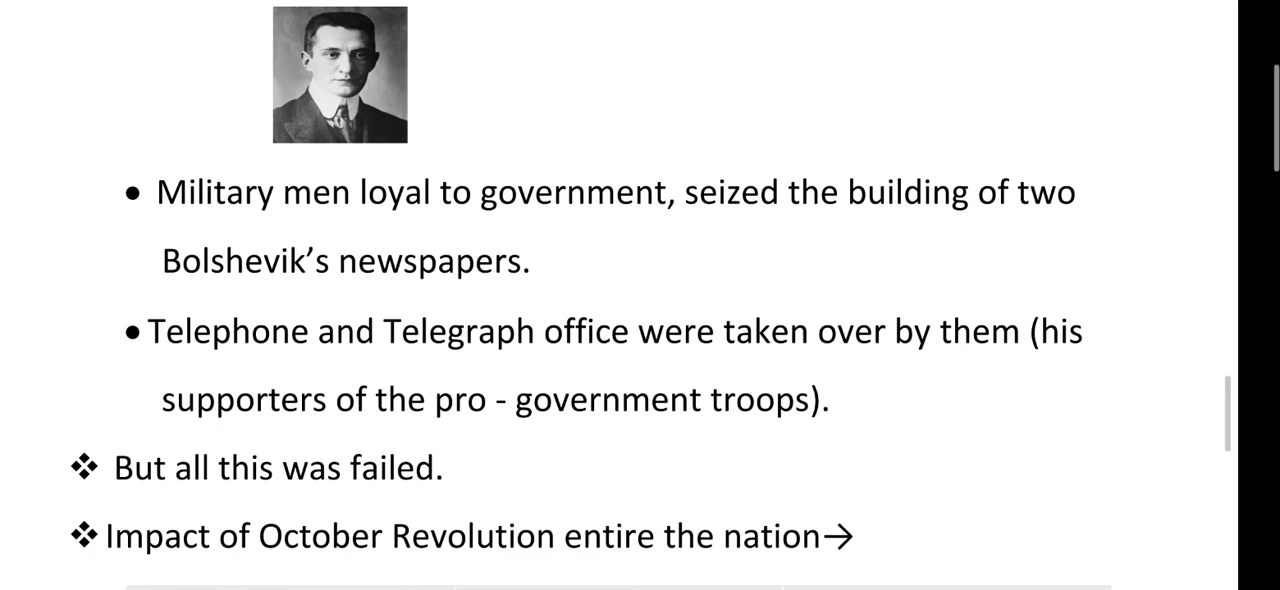 • Military men loyal to government, seized the building of two
Bolshevik’s newspapers.
• Telephone and Telegraph office were taken over by them (his
supporters of the pro - government troops).
❖ But all this was failed.
❖ Impact of October Revolution entire the nation→